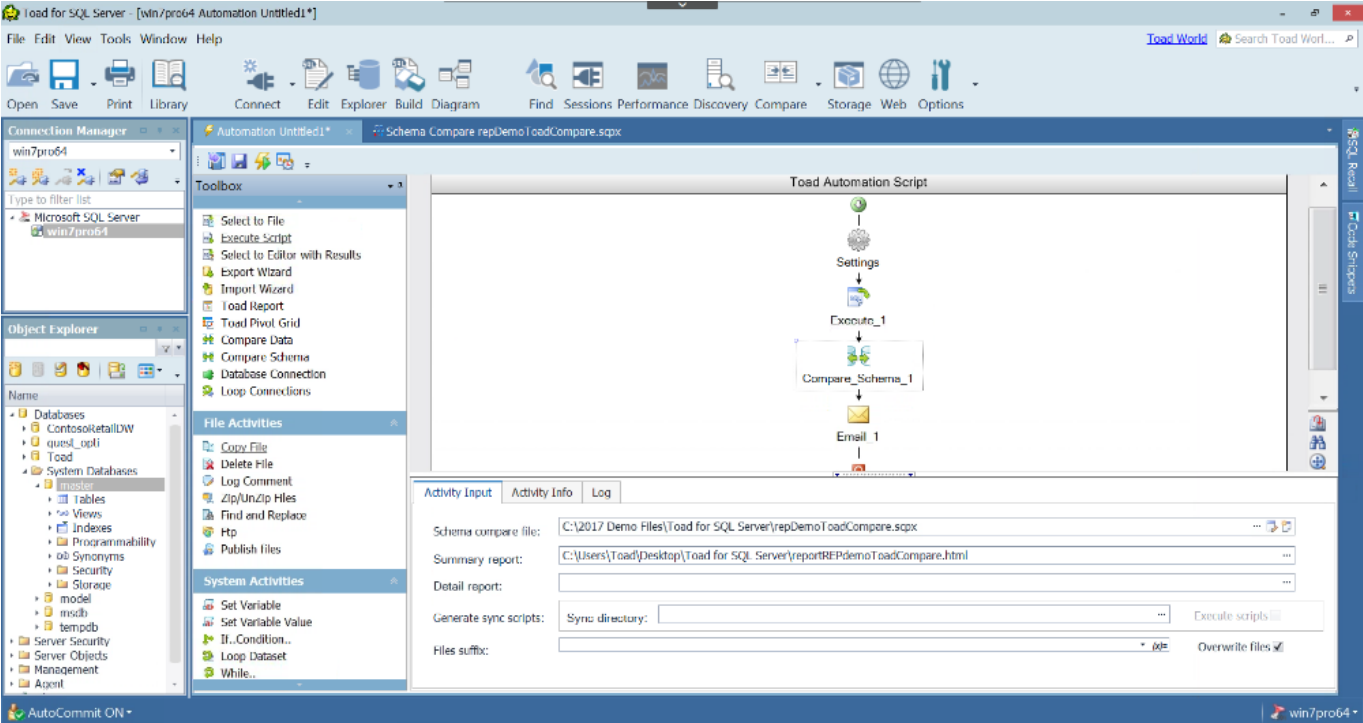 Toad for SQL Server - [win7pro64 Automation Untitled1*]
File Edit View Tools Window Help
Toad World Search Toad Worl...
Open Save Print Library Connect Edit Explorer Build Diagram Find Sessions Performance Discovery Compare Storage Web Options
Connection Manager
win7pro64
Type to filter list
Microsoft SQL Server
win7pro64
Object Explorer
Name
Databases
ContosoRetailDW
quest_opti
Toad
System Databases
master
Tables
Views
Indexes
Programmability
Synonyms
Security
Storage
model
msdb
tempdb
Server Security
Server Objects
Management
Agent
Automation Untitled1*
Schema Compare repDemoToadCompare.scpx
Toolbox
Select to File
Execute Script
Select to Editor with Results
Export Wizard
Import Wizard
Toad Report
Toad Pivot Grid
Compare Data
Compare Schema
Database Connection
Loop Connections
File Activities
Copy File
Delete File
Log Comment
Zip/UnZip Files
Find and Replace
Ftp
Publish files
System Activities
Set Variable
Set Variable Value
If..Condition..
Loop Dataset
While..
Toad Automation Script
Settings
Execute_1
Compare_Schema_1
Email_1
Activity Input Activity Info Log
Schema compare file: C:\2017 Demo Files\Toad for SQL Server\repDemoToadCompare.scpx
Summary report: C:\Users\Toad\Desktop\Toad for SQL Server\reportREPdemoToadCompare.html
Detail report:
Generate sync scripts: Sync directory: Execute scripts
Files suffix: Overwrite files
SQL Recall
Code Snippets
AutoCommit ON
win7pro64